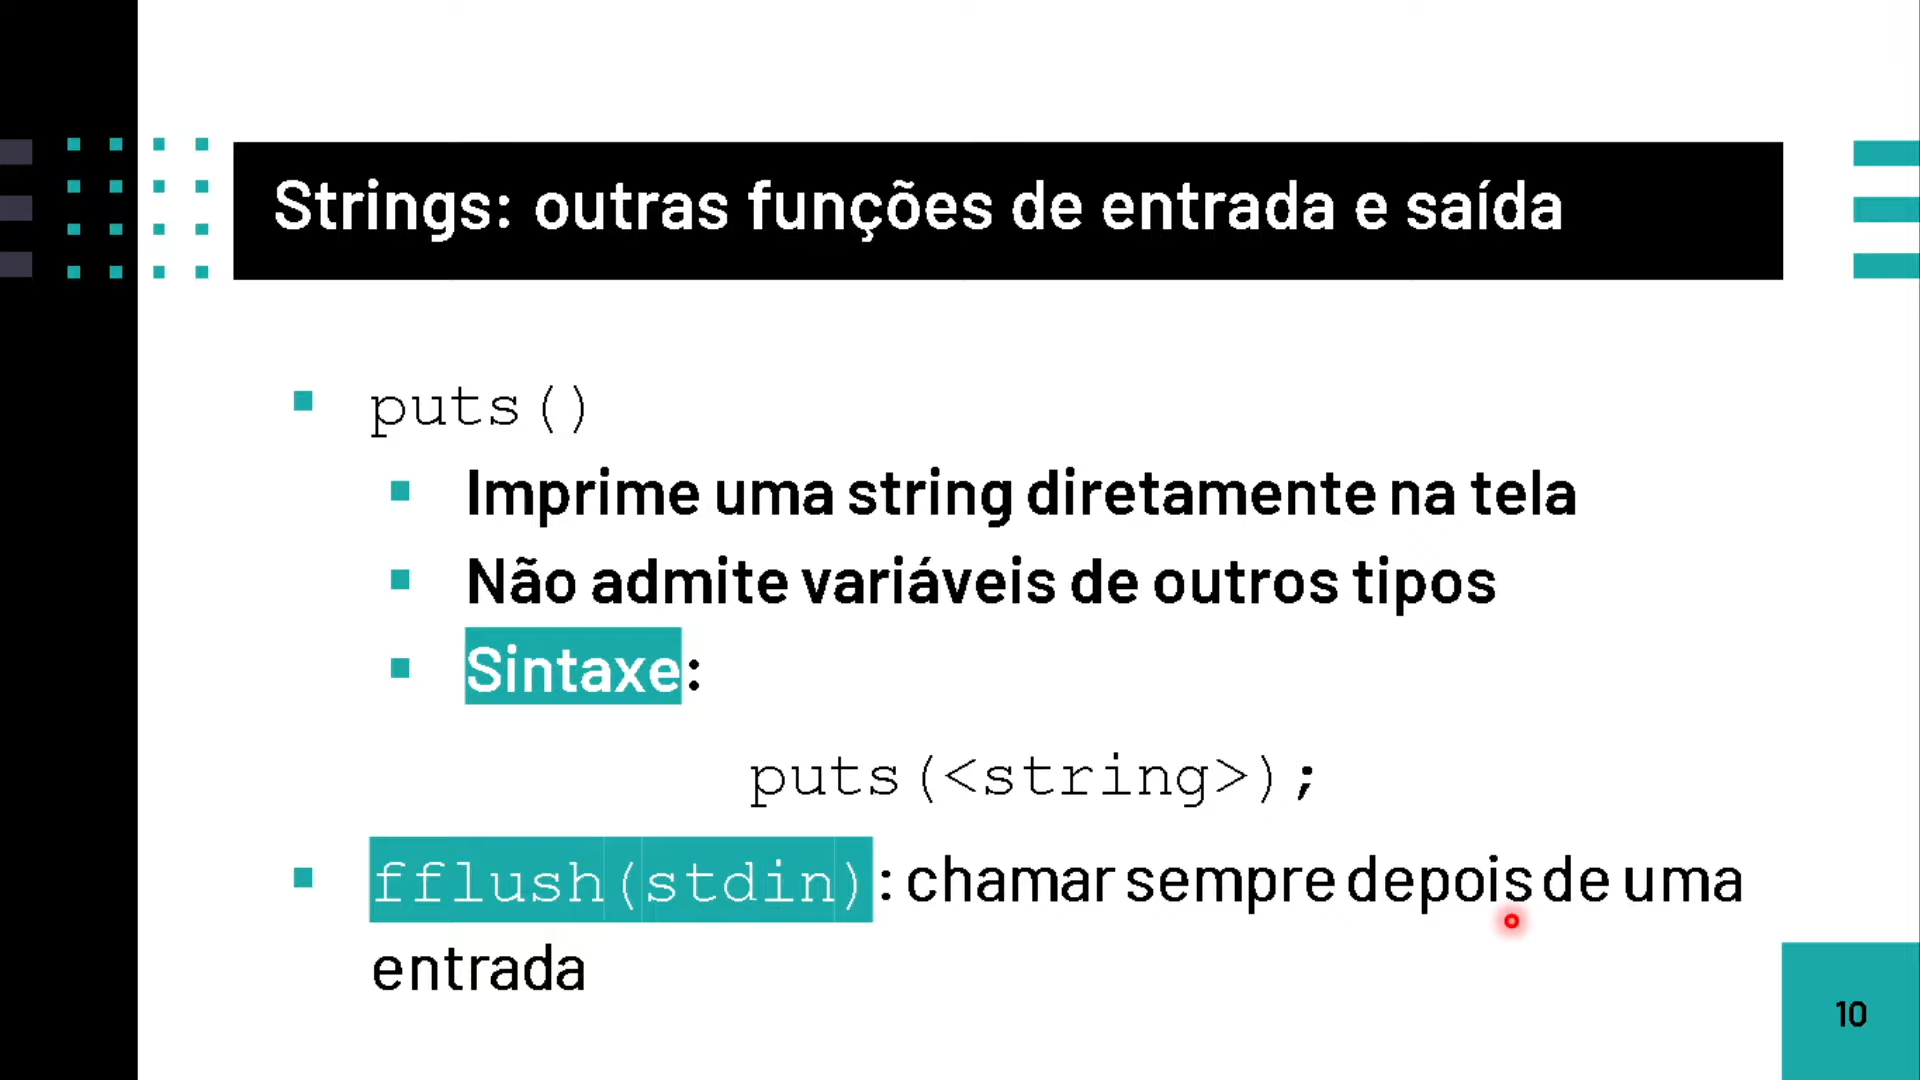 Strings: outras funções de entrada e saída
puts()
Imprime uma string diretamente na tela
Não admite variáveis de outros tipos
Sintaxe:
puts(<string>);
fflush(stdin): chamar sempre depois de uma
entrada
10